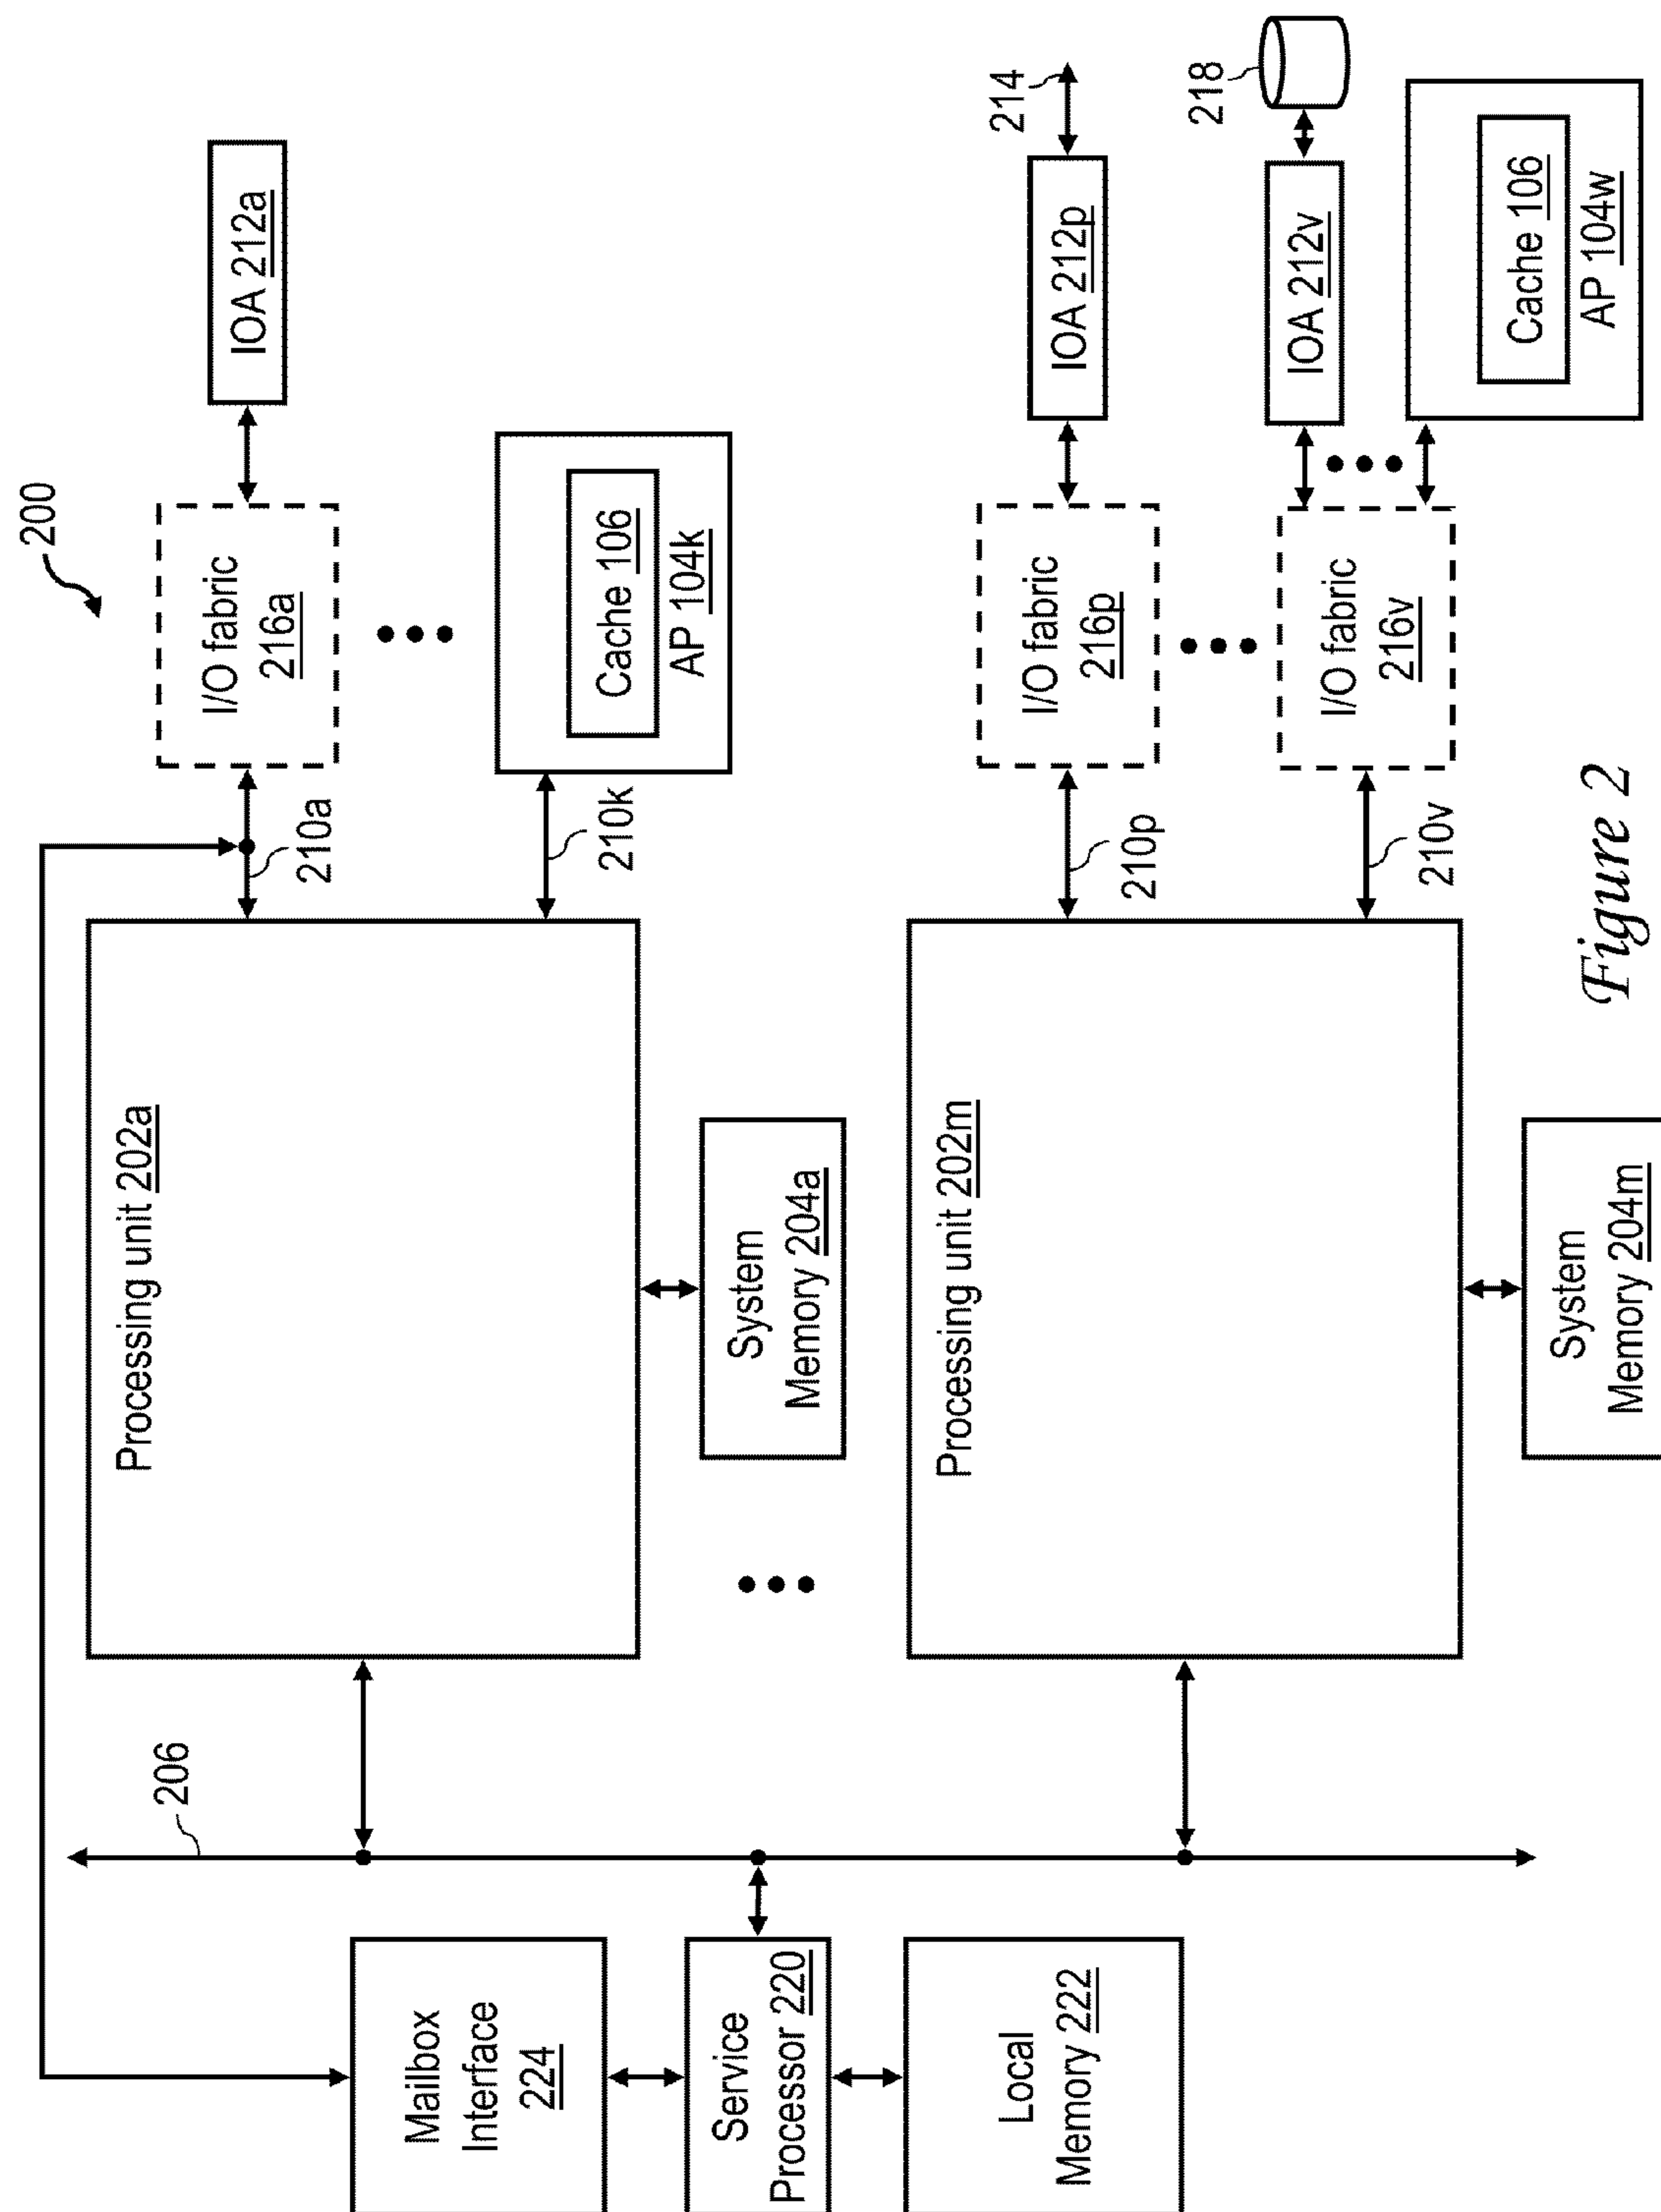 200
206
Mailbox
Interface
224
Service
Processor 220
Local
Memory 222
Processing unit 202a
System
Memory 204a
210a
210k
I/O fabric
216a
IOA 212a
Cache 106
AP 104k
Processing unit 202m
System
Memory 204m
210p
210v
I/O fabric
216p
I/O fabric
216v
IOA 212p
214
IOA 212v
218
Cache 106
AP 104w
Figure 2